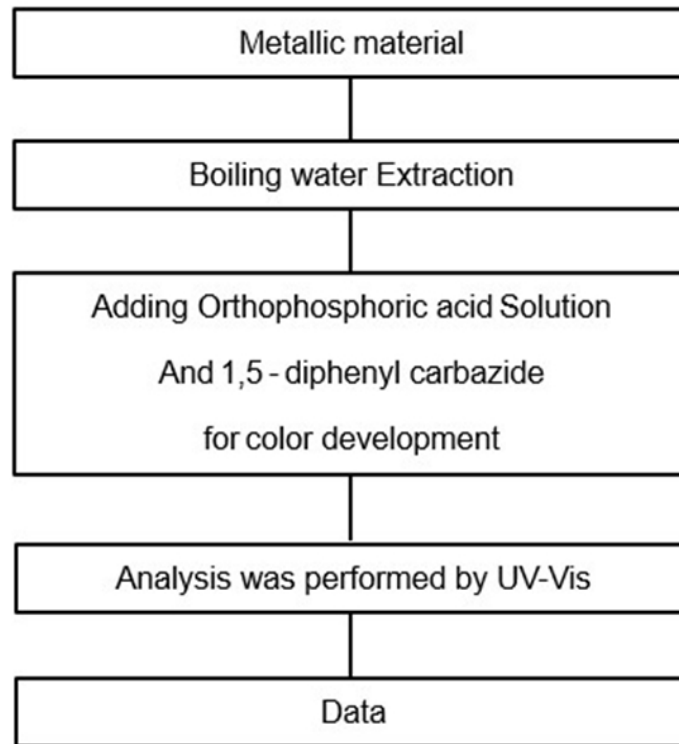 Metallic material
Boiling water Extraction
Adding Orthophosphoric acid Solution
And 1,5 - diphenyl carbazide
for color development
Analysis was performed by UV-Vis
Data